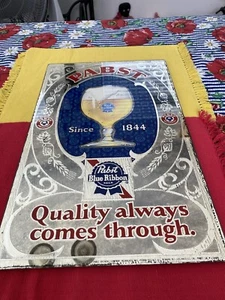 PABST
Since 1844
Pabst
Blue Ribbon
Quality always
comes through.